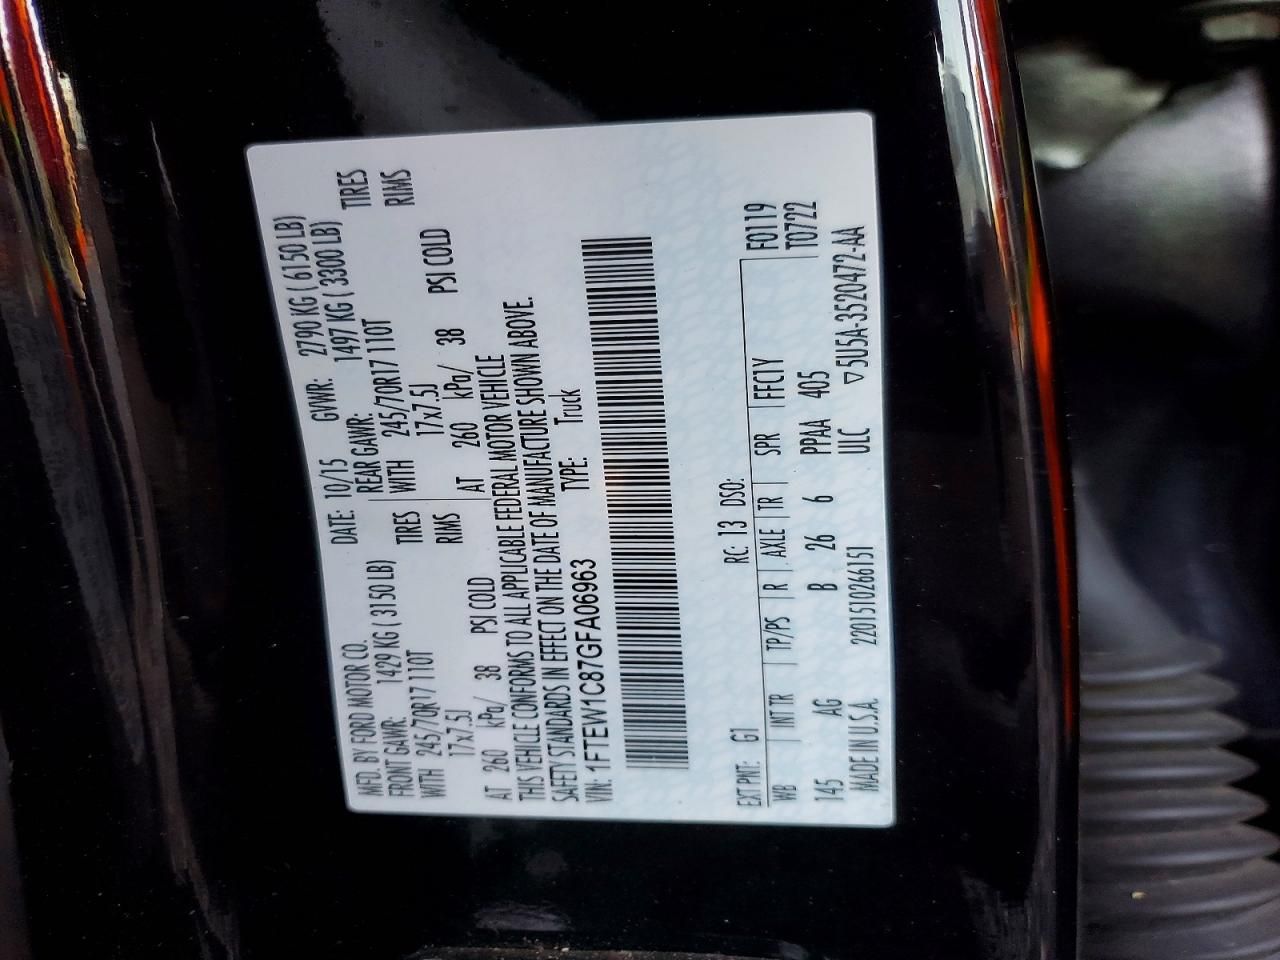 MFD. BY FORD MOTOR CO.
DATE: 10/15 GVWR: 2790 KG ( 6150 LB)
FRONT GAWR: 1429 KG ( 3150 LB)
REAR GAWR: 1497 KG ( 3300 LB)
WITH 245/70R17 110T TIRES
WITH 245/70R17 110T TIRES
17x7.5J RIMS
17x7.5J RIMS
AT 260 kPa/ 38 PSI COLD
AT 260 kPa/ 38 PSI COLD
THIS VEHICLE CONFORMS TO ALL APPLICABLE FEDERAL MOTOR VEHICLE
SAFETY STANDARDS IN EFFECT ON THE DATE OF MANUFACTURE SHOWN ABOVE.
VIN: 1FTEW1C87GFA06963 TYPE: Truck
EXT PNT: G1 RC: 13 DSO: F0119
WB INT TR TP/PS R AXLE TR SPR FFC1Y T0722
145 AG B 26 6 PPAA 405
MADE IN U.S.A. 220151026615​1 ULC ▽5U5A-3520472-AA